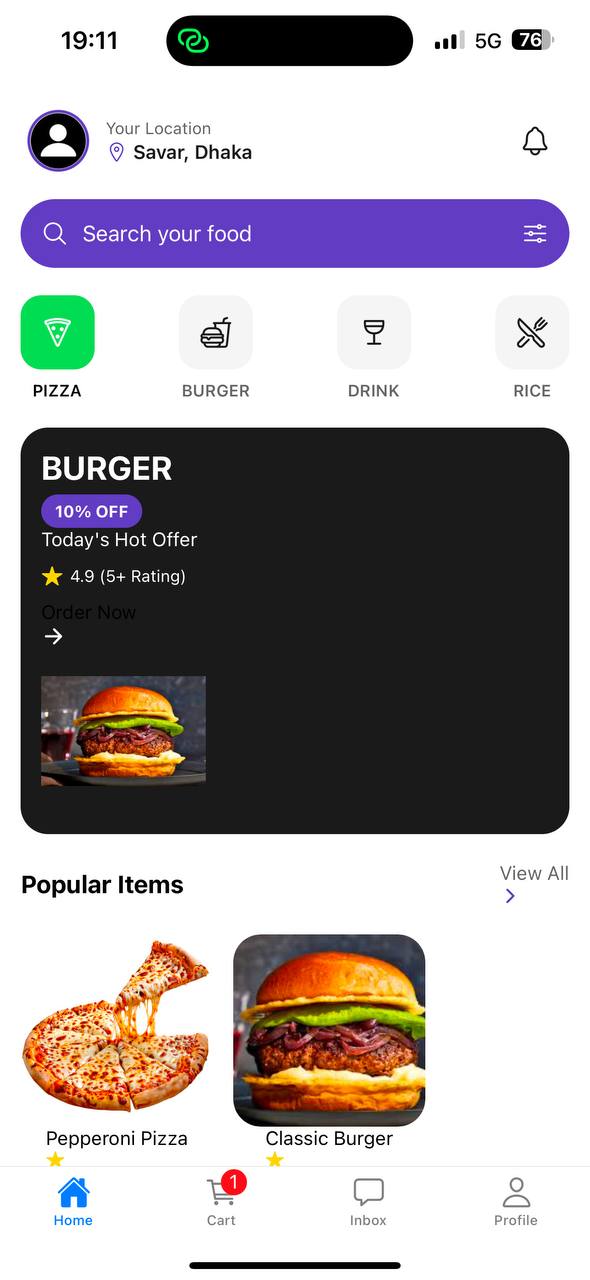 19:11
5G
76
Your Location
Savar, Dhaka
Search your food
PIZZA
BURGER
DRINK
RICE
BURGER
10% OFF
Today's Hot Offer
4.9 (5+ Rating)
Order Now
Popular Items
View All
Pepperoni Pizza
Classic Burger
1
Home
Cart
Inbox
Profile